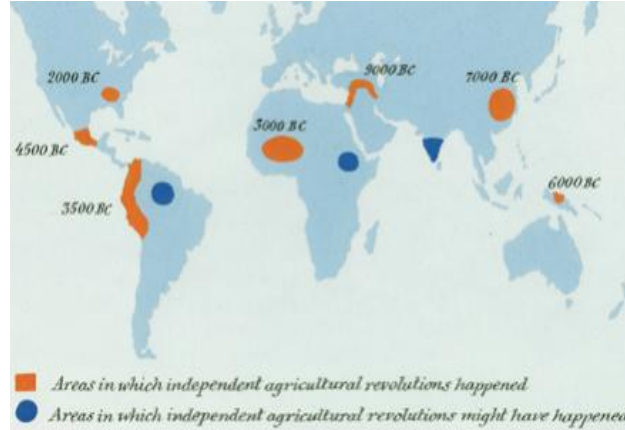 2000 BC
9000 BC
7000 BC
3000 BC
4500 BC
3500 BC
6000 BC
Areas in which independent agricultural revolutions happened
Areas in which independent agricultural revolutions might have happened